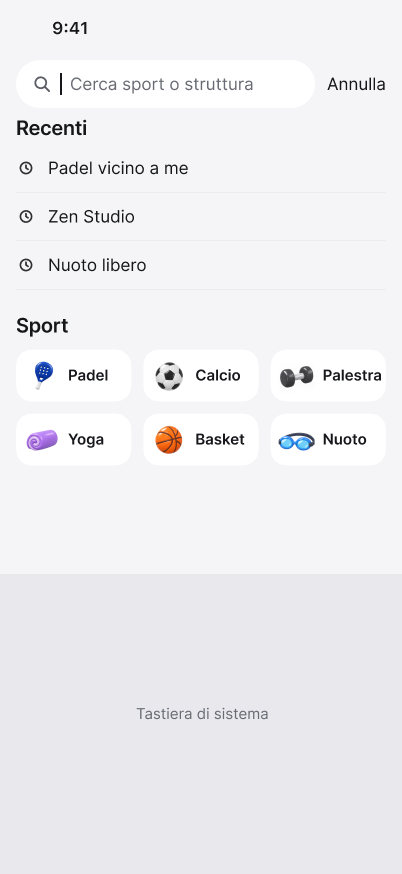 9:41
Cerca sport o struttura
Annulla
Recenti
Padel vicino a me
Zen Studio
Nuoto libero
Sport
Padel
Calcio
Palestra
Yoga
Basket
Nuoto
Tastiera di sistema